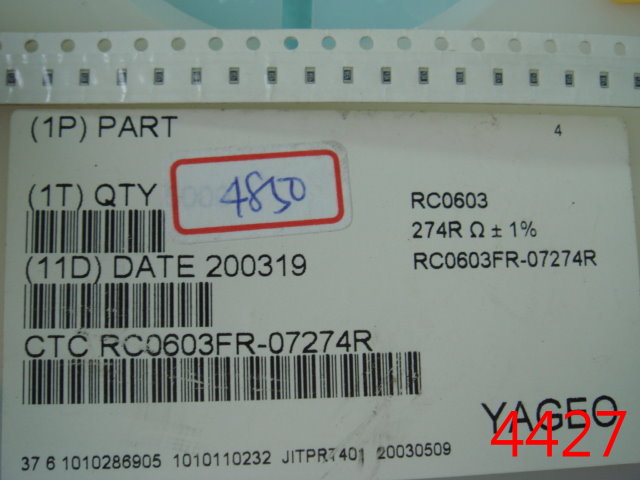 (1P) PART
4
(1T) QTY 4850
RC0603
274R Ω ± 1%
(11D) DATE 200319
RC0603FR-07274R
CTC RC0603FR-07274R
YAGEO
4427
37 6 1010286905 1010110232 JITPR7401 20030509